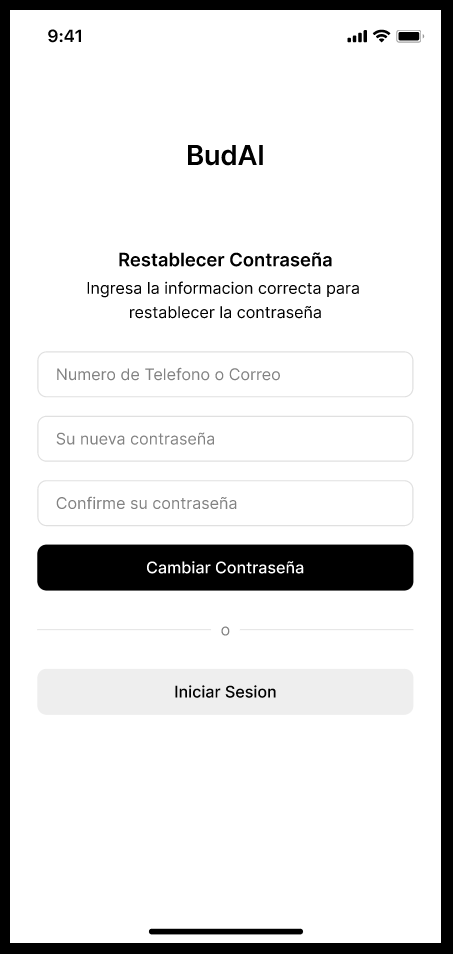 9:41
BudAI
Restablecer Contraseña
Ingresa la informacion correcta para
restablecer la contraseña
Numero de Telefono o Correo
Su nueva contraseña
Confirme su contraseña
Cambiar Contraseña
o
Iniciar Sesion